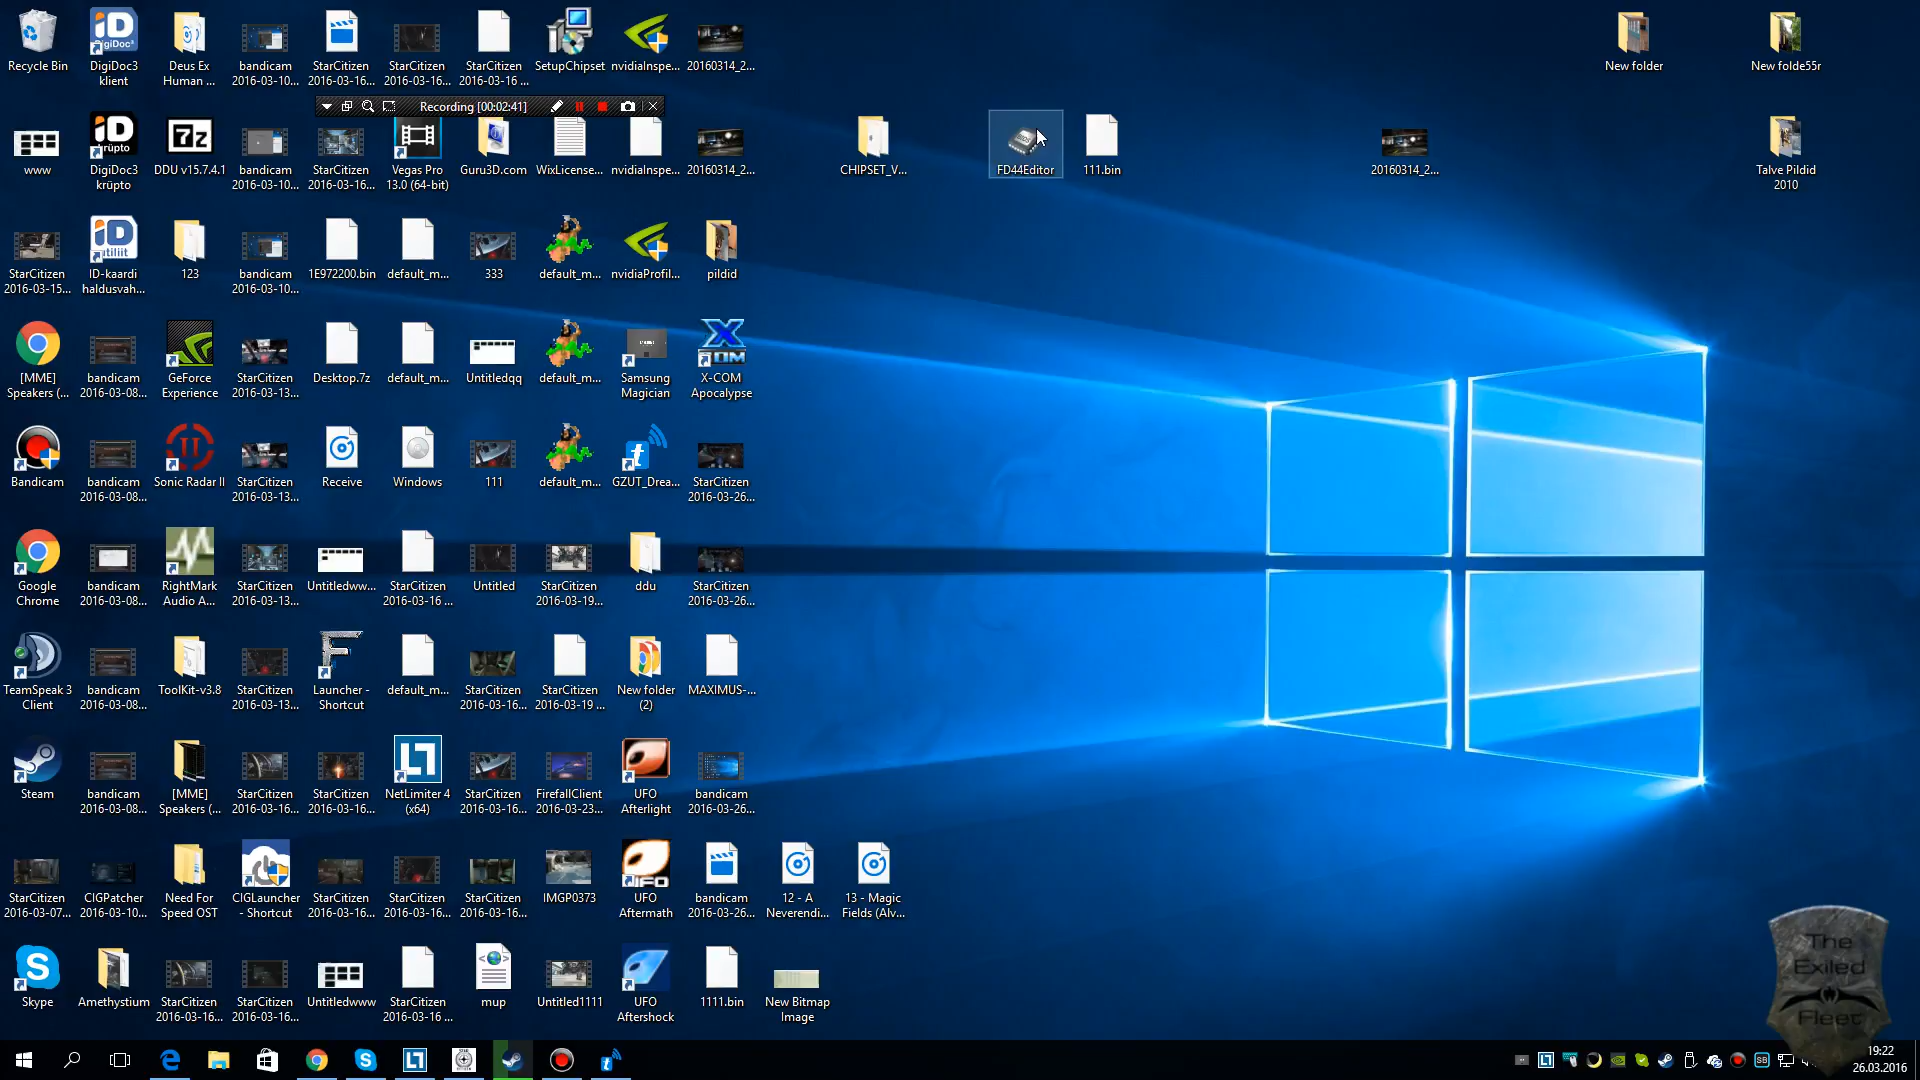 Recycle Bin
DigiDoc3
klient
Deus Ex
Human ...
bandicam
2016-03-10...
StarCitizen
2016-03-16...
StarCitizen
2016-03-16...
StarCitizen
2016-03-16 ...
SetupChipset
nvidiaInspe...
20160314_2...
New folder
New folde55r
Recording [00:02:41]
www
DigiDoc3
krüpto
DDU v15.7.4.1
bandicam
2016-03-10...
StarCitizen
2016-03-16...
Vegas Pro
13.0 (64-bit)
Guru3D.com
WixLicense...
nvidiaInspe...
20160314_2...
CHIPSET_V...
FD44Editor
111.bin
20160314_2...
Talve Pildid
2010
StarCitizen
2016-03-15...
ID-kaardi
haldusvah...
123
bandicam
2016-03-10...
1E972200.bin
default_m...
333
default_m...
nvidiaProfil...
pildid
[MME]
Speakers (...
bandicam
2016-03-08...
GeForce
Experience
StarCitizen
2016-03-13...
Desktop.7z
default_m...
Untitledqq
default_m...
Samsung
Magician
X-COM
Apocalypse
Bandicam
bandicam
2016-03-08...
Sonic Radar II
StarCitizen
2016-03-13...
Receive
Windows
111
default_m...
GZUT_Drea...
StarCitizen
2016-03-26...
Google
Chrome
bandicam
2016-03-08...
RightMark
Audio A...
StarCitizen
2016-03-13...
Untitledww...
StarCitizen
2016-03-16 ...
Untitled
StarCitizen
2016-03-19...
ddu
StarCitizen
2016-03-26...
TeamSpeak 3
Client
bandicam
2016-03-08...
ToolKit-v3.8
StarCitizen
2016-03-13...
Launcher -
Shortcut
default_m...
StarCitizen
2016-03-16...
StarCitizen
2016-03-19 ...
New folder
(2)
MAXIMUS-...
Steam
bandicam
2016-03-08...
[MME]
Speakers (...
StarCitizen
2016-03-16...
StarCitizen
2016-03-16...
NetLimiter 4
(x64)
StarCitizen
2016-03-16...
FirefallClient
2016-03-23...
UFO
Afterlight
bandicam
2016-03-26...
StarCitizen
2016-03-07...
CIGPatcher
2016-03-10...
Need For
Speed OST
CIGLauncher
- Shortcut
StarCitizen
2016-03-16...
StarCitizen
2016-03-16...
StarCitizen
2016-03-16...
IMGP0373
UFO
Aftermath
bandicam
2016-03-26...
12 - A
Neverendi...
13 - Magic
Fields (Alv...
Skype
Amethystium
StarCitizen
2016-03-16...
StarCitizen
2016-03-16...
Untitledwww
StarCitizen
2016-03-16 ...
mup
Untitled1111
UFO
Aftershock
1111.bin
New Bitmap
Image
The
Exiled
Fleet
19:22
26.03.2016